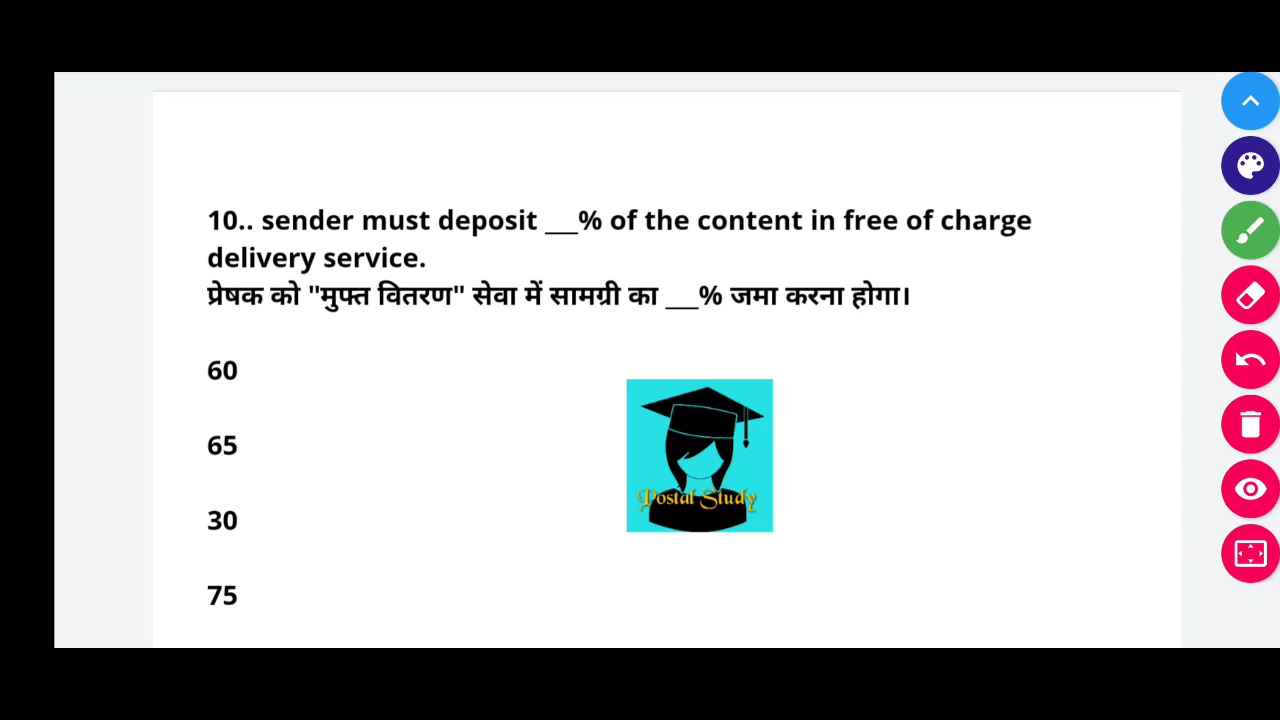 10.. sender must deposit ___% of the content in free of charge
delivery service.
प्रेषक को "मुफ्त वितरण" सेवा में सामग्री का ___% जमा करना होगा।
60
65
30
75
Postal Study